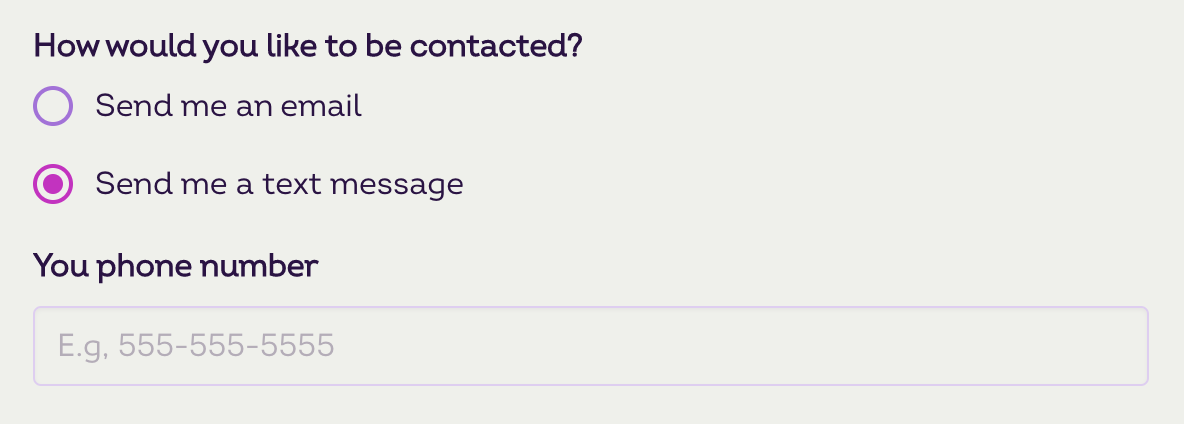 How would you like to be contacted?
Send me an email
Send me a text message
You phone number
E.g, 555-555-5555